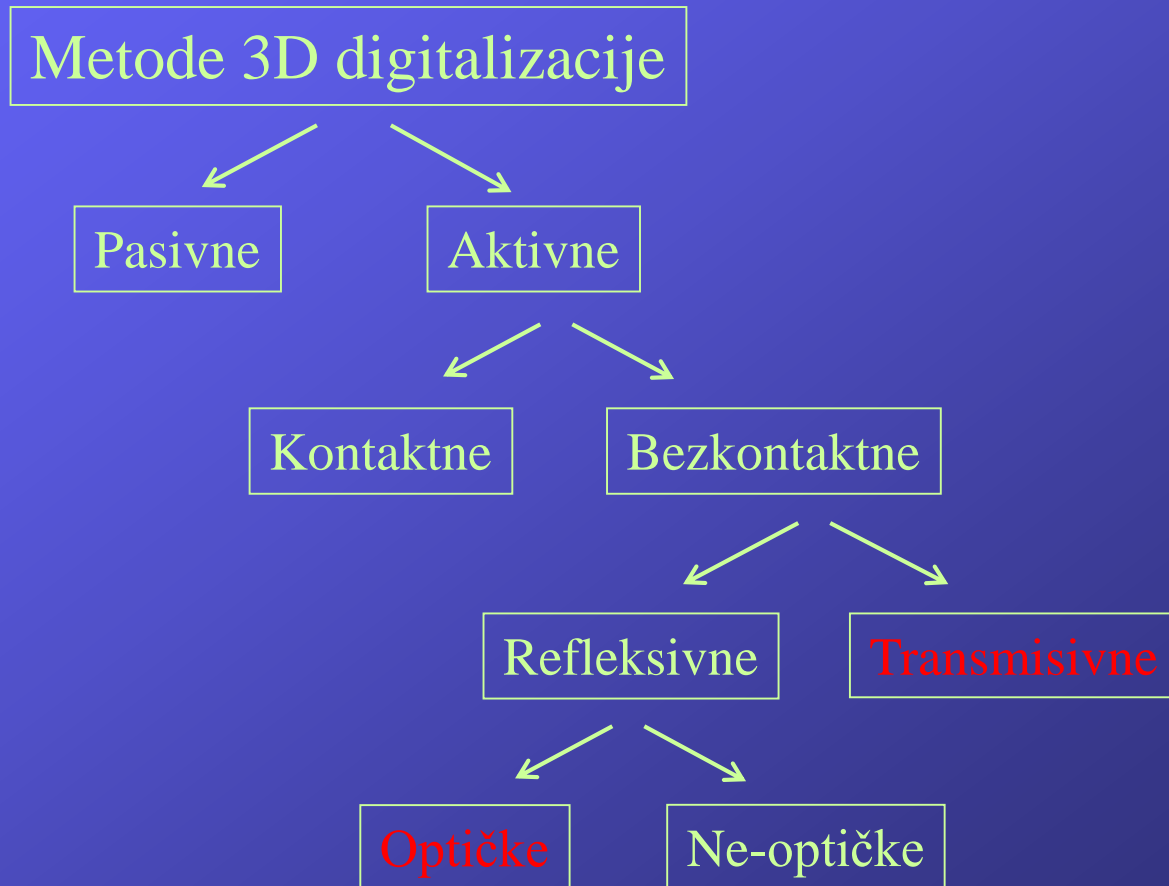 Metode 3D digitalizacije
Pasivne
Aktivne
Kontaktne
Bezkontaktne
Refleksivne
Transmisivne
Optičke
Ne-optičke